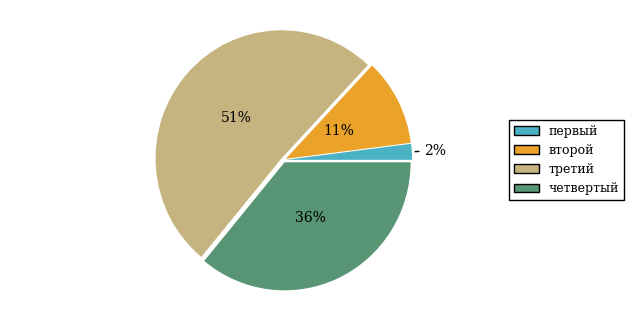 51%
11%
2%
36%
первый
второй
третий
четвертый